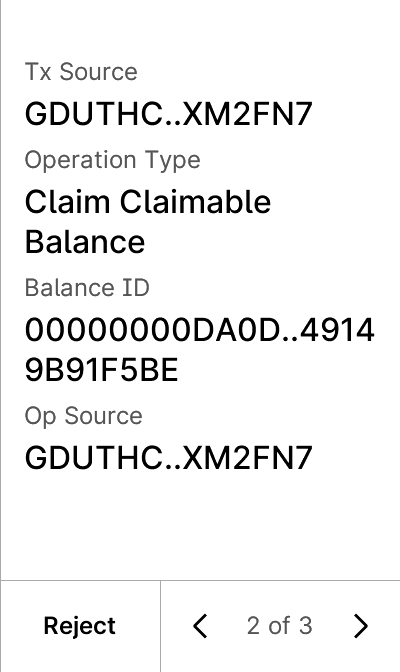 Tx Source
GDUTHC..XM2FN7
Operation Type
Claim Claimable
Balance
Balance ID
00000000DA0D..4914
9B91F5BE
Op Source
GDUTHC..XM2FN7
Reject
2 of 3